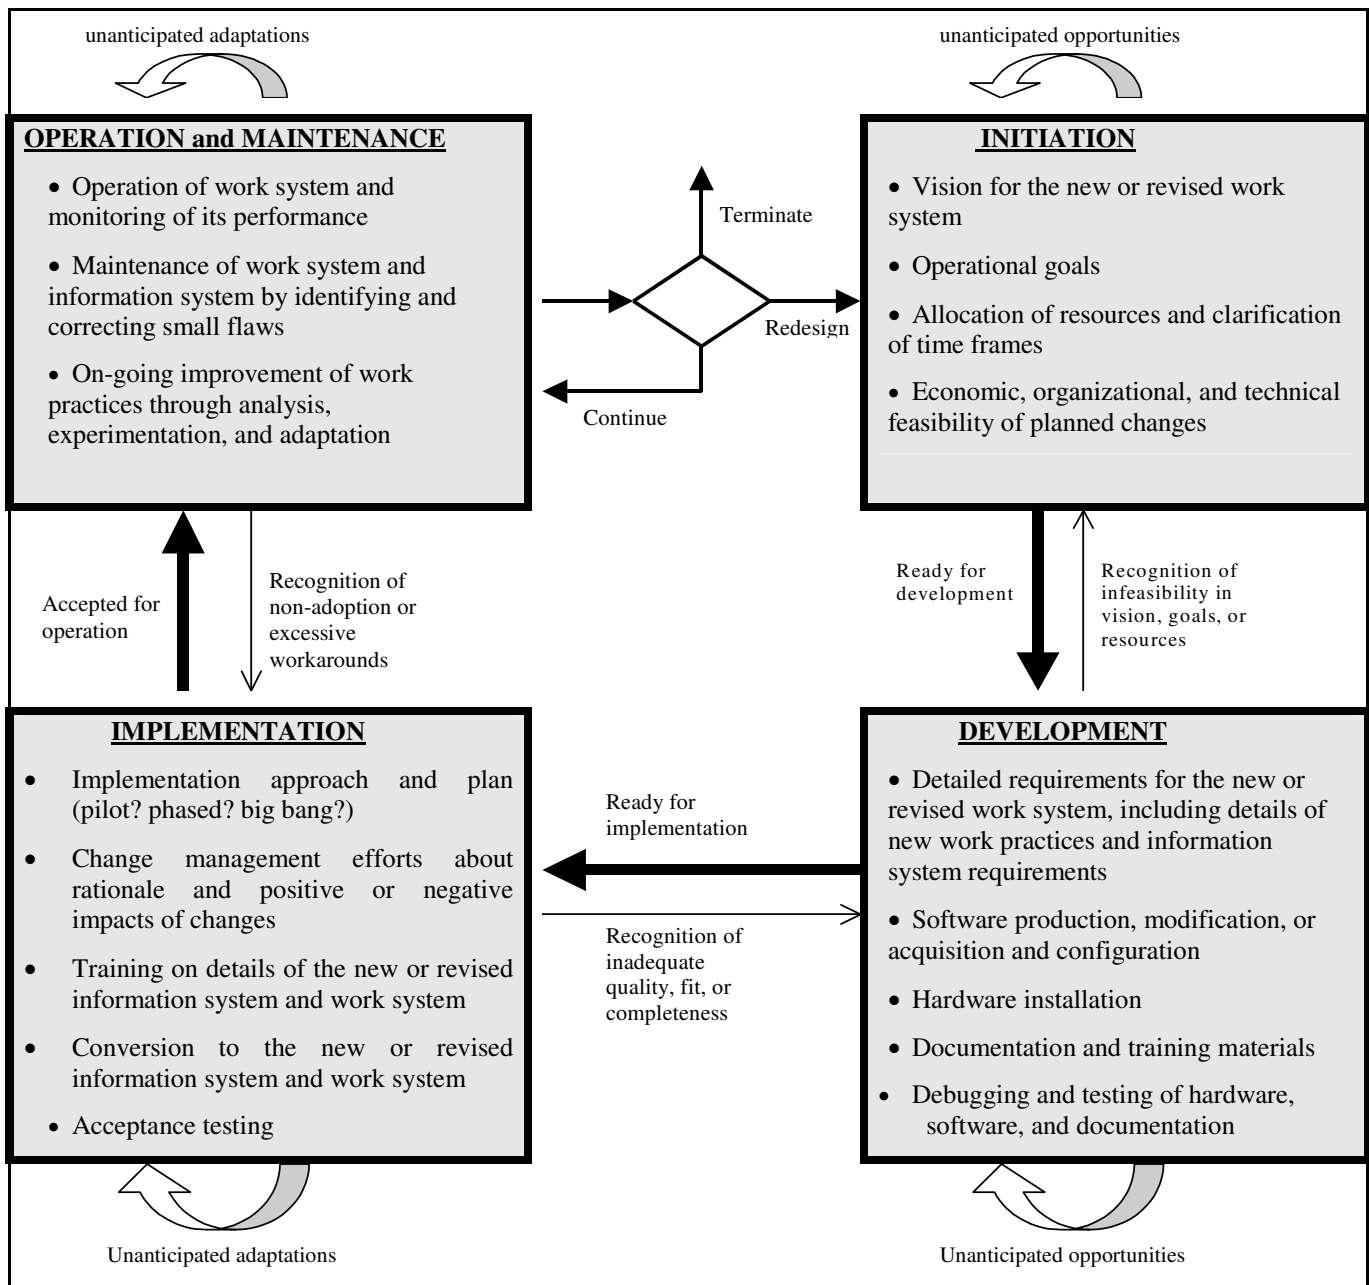 unanticipated adaptations
unanticipated opportunities
OPERATION and MAINTENANCE
• Operation of work system and
monitoring of its performance
• Maintenance of work system and
information system by identifying and
correcting small flaws
• On-going improvement of work
practices through analysis,
experimentation, and adaptation
Terminate
Redesign
Continue
INITIATION
• Vision for the new or revised work
system
• Operational goals
• Allocation of resources and clarification
of time frames
• Economic, organizational, and technical
feasibility of planned changes
Accepted for
operation
Recognition of
non-adoption or
excessive
workarounds
Ready for
development
Recognition of
infeasibility in
vision, goals, or
resources
IMPLEMENTATION
• Implementation approach and plan
(pilot? phased? big bang?)
• Change management efforts about
rationale and positive or negative
impacts of changes
• Training on details of the new or revised
information system and work system
• Conversion to the new or revised
information system and work system
• Acceptance testing
Ready for
implementation
Recognition of
inadequate
quality, fit, or
completeness
DEVELOPMENT
• Detailed requirements for the new or
revised work system, including details of
new work practices and information
system requirements
• Software production, modification, or
acquisition and configuration
• Hardware installation
• Documentation and training materials
• Debugging and testing of hardware,
software, and documentation
Unanticipated adaptations
Unanticipated opportunities